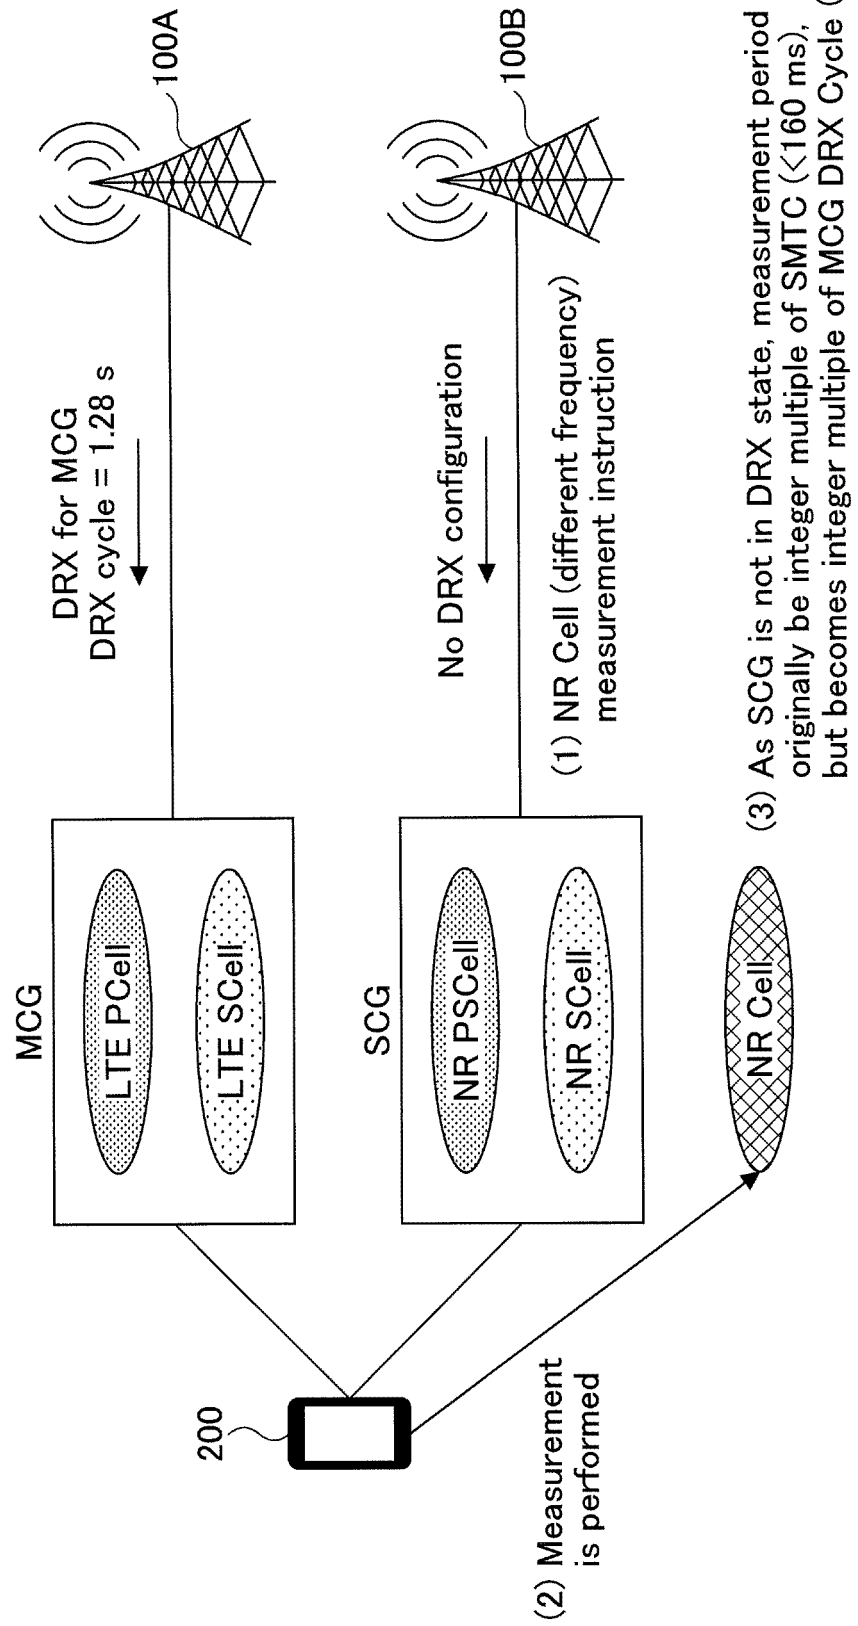 MCG
LTE PCell
LTE SCell
DRX for MCG
DRX cycle = 1.28 s
100A
200
SCG
NR PSCell
NR SCell
No DRX configuration
100B
(1) NR Cell (different frequency)
measurement instruction
(2) Measurement
is performed
NR Cell
(3) As SCG is not in DRX state, measurement period
originally be integer multiple of SMTC (<160 ms),
but becomes integer multiple of MCG DRX Cycle (